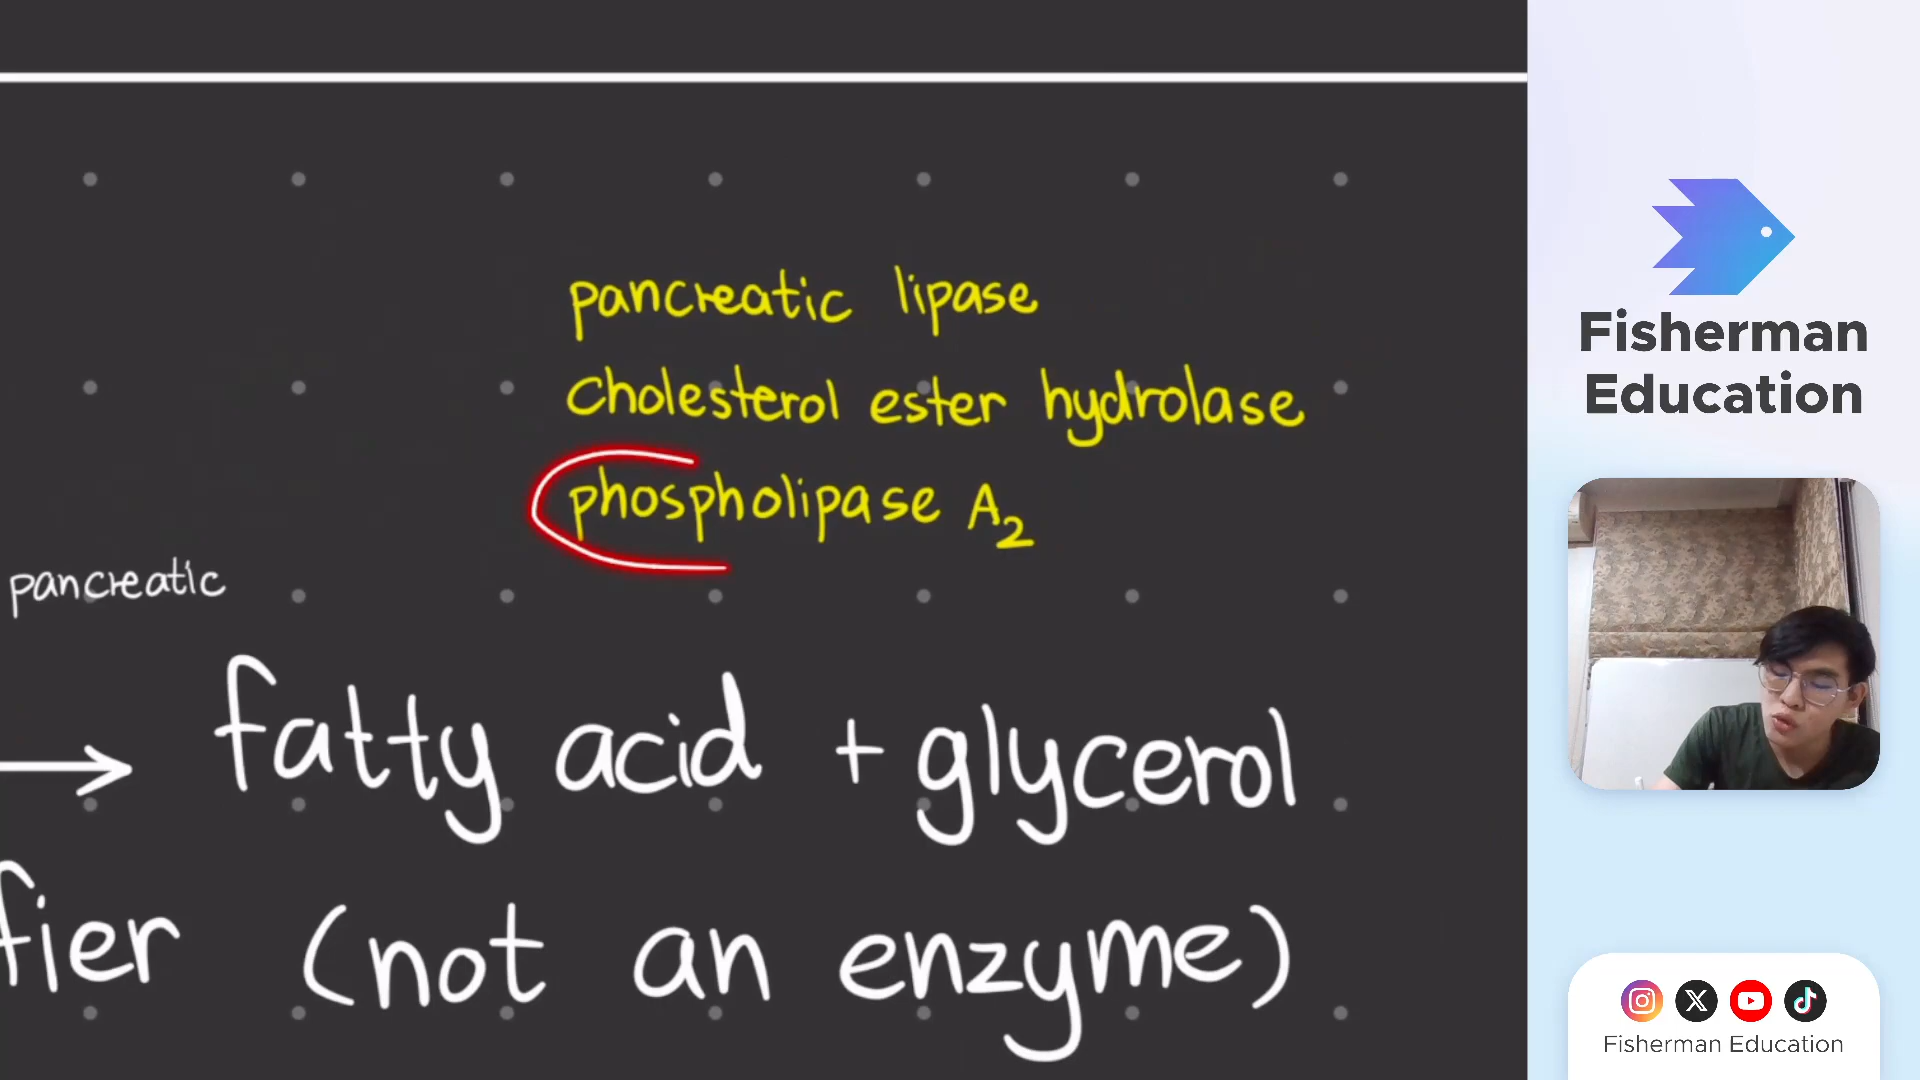 pancreatic lipase
cholesterol ester hydrolase
phospholipase A₂
pancreatic
fatty acid + glycerol
fier (not an enzyme)
Fisherman
Education
Fisherman Education